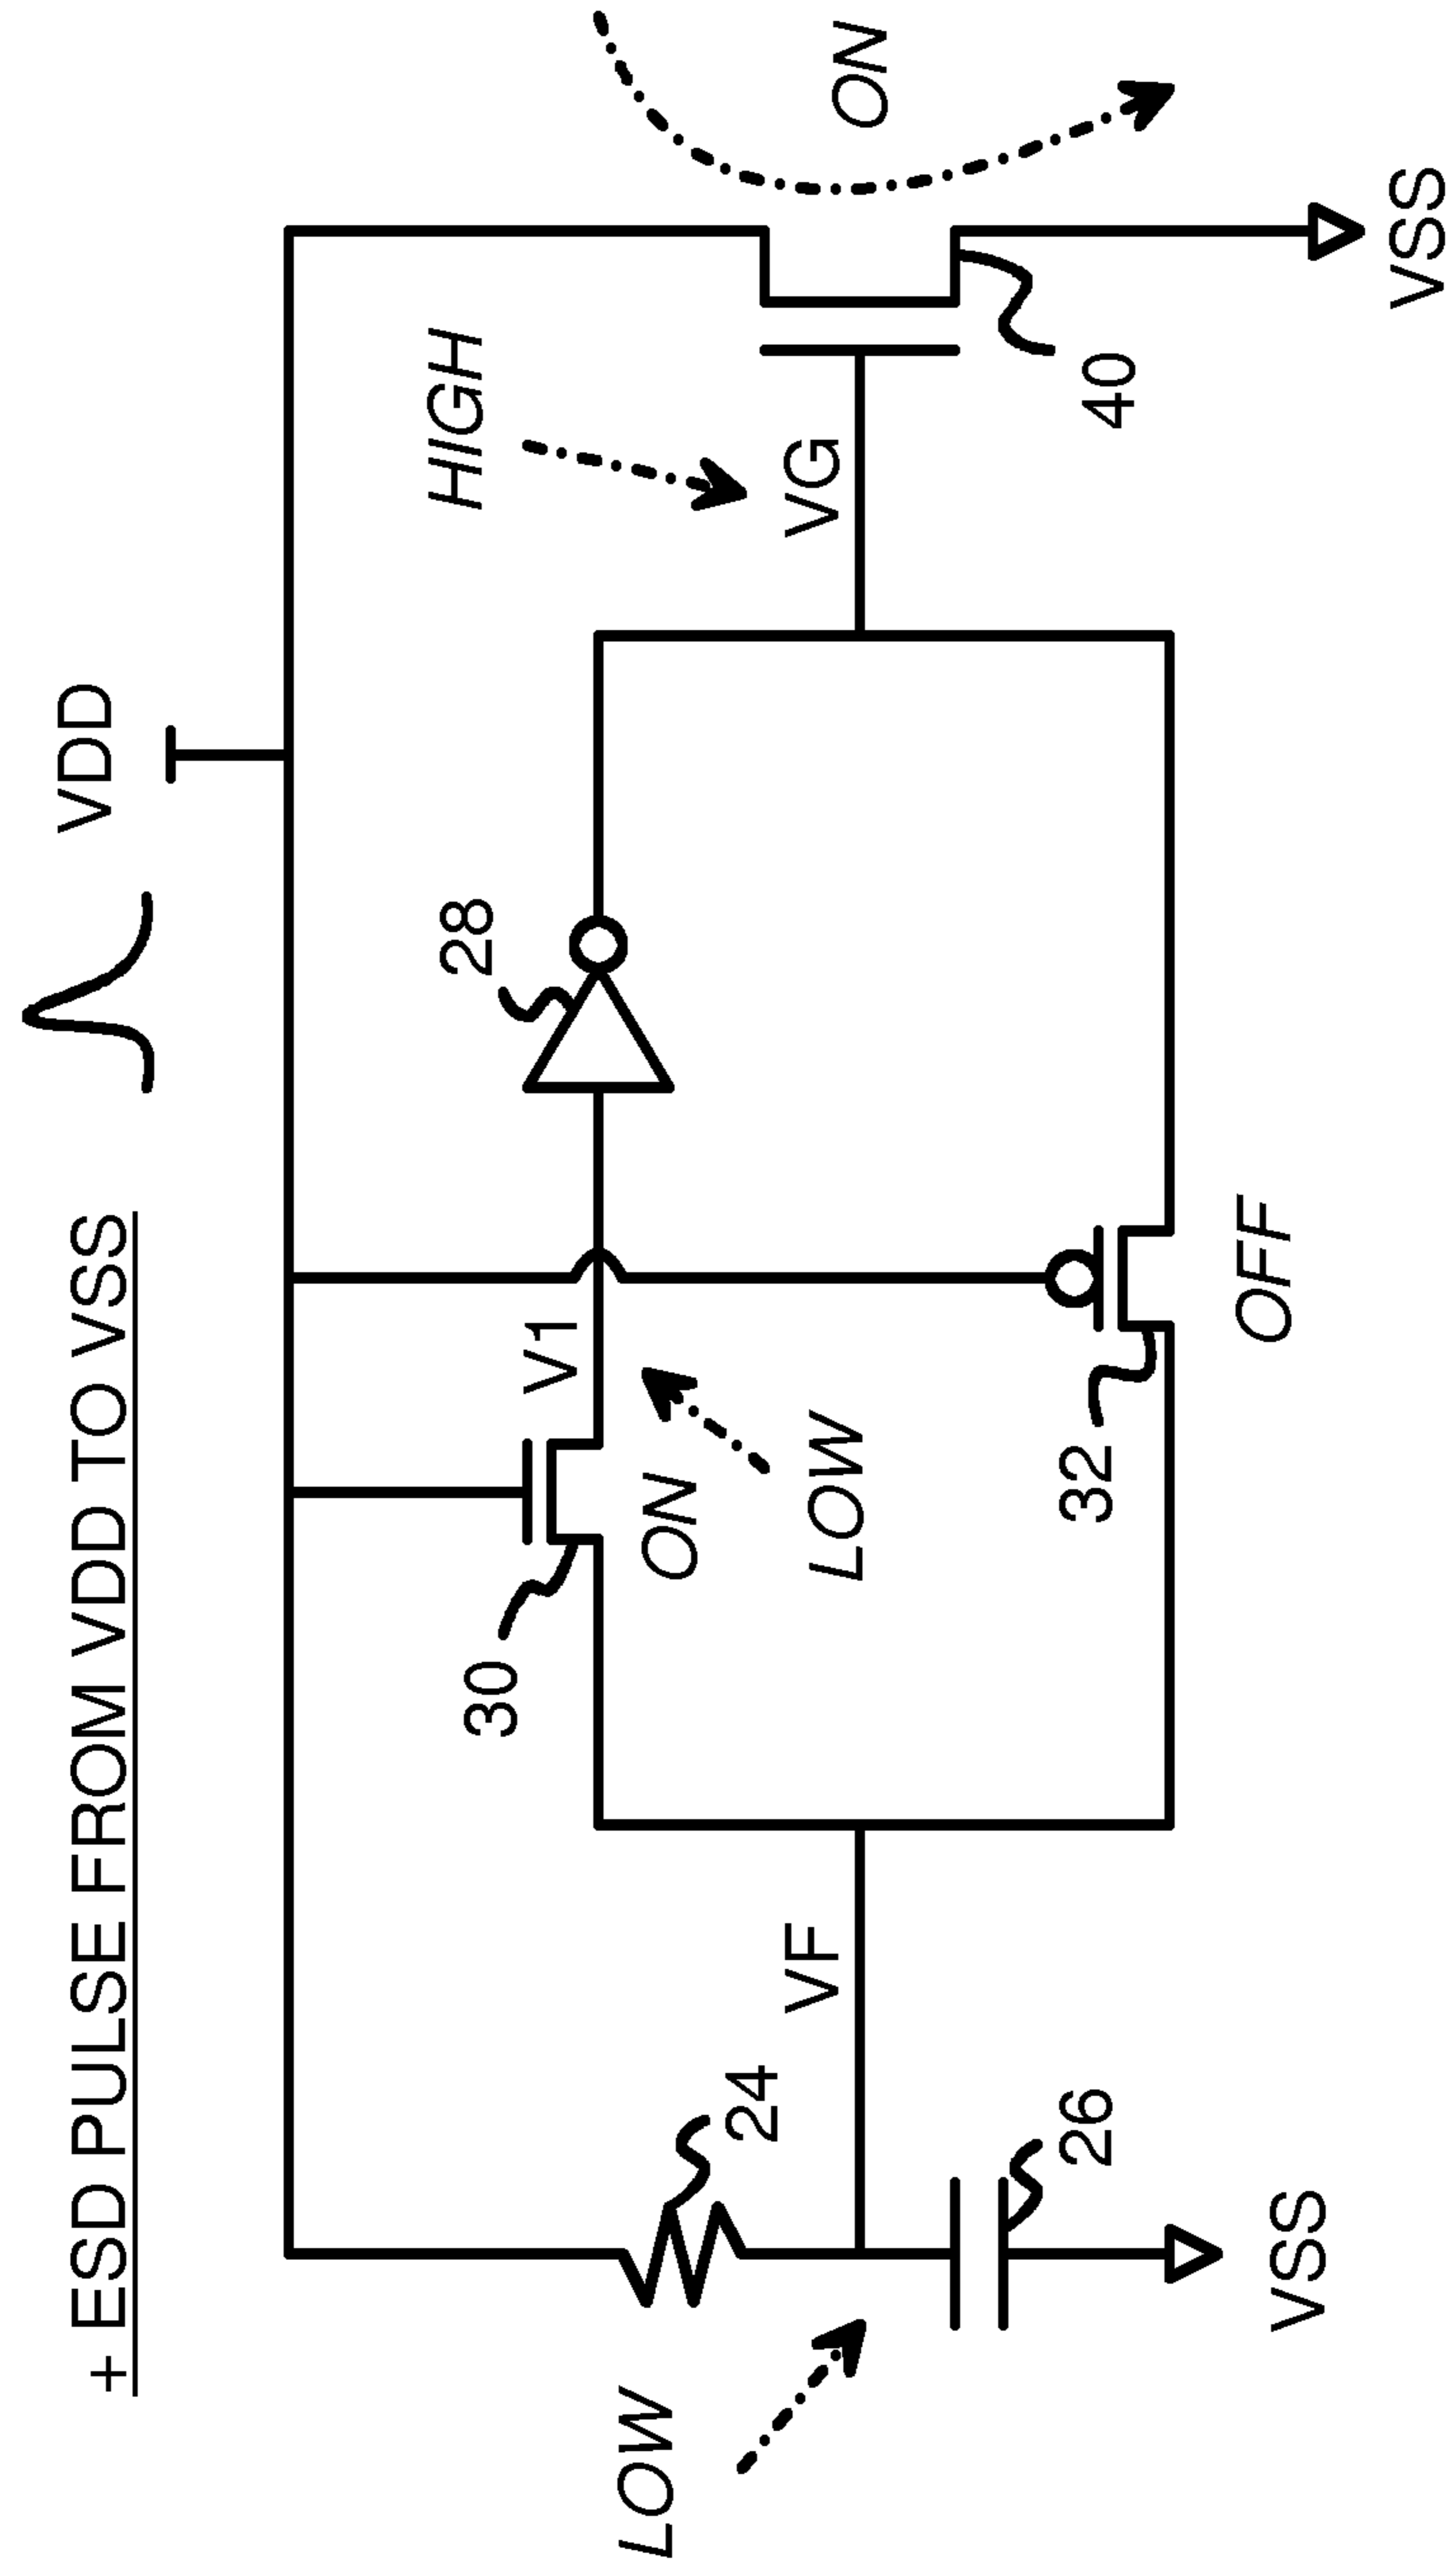 + ESD PULSE FROM VDD TO VSS
VDD
LOW
24
VF
26
VSS
30
ON
V1
LOW
28
32
OFF
HIGH
VG
40
ON
VSS